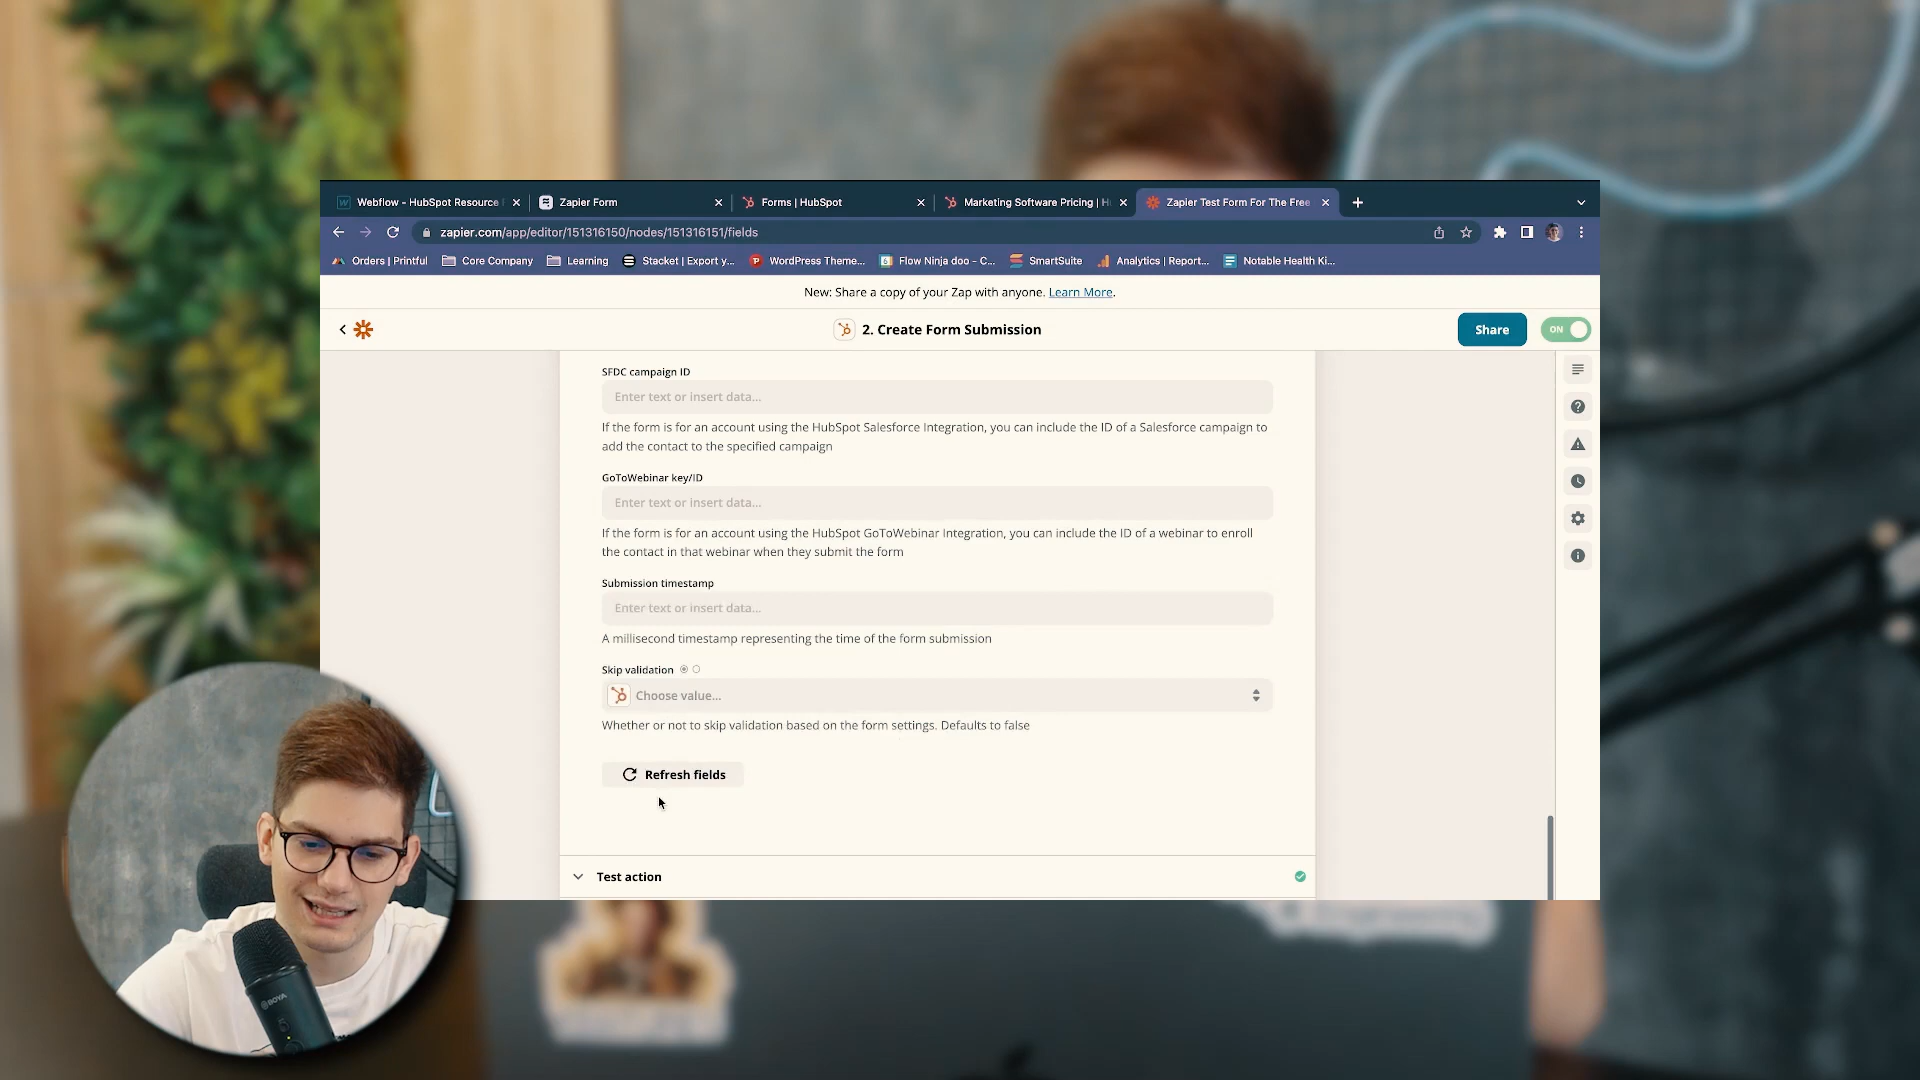 Webflow - HubSpot Resource
Zapier Form
Forms | HubSpot
Marketing Software Pricing | H
Zapier Test Form For The Free
zapier.com/app/editor/151316150/nodes/151316151/fields
Orders | Printful
Core Company
Learning
Stacket | Export y...
WordPress Theme...
Flow Ninja doo - C...
SmartSuite
Analytics | Report...
Notable Health Ki...
New: Share a copy of your Zap with anyone. Learn More.
2. Create Form Submission
Share
ON
SFDC campaign ID
Enter text or insert data...
If the form is for an account using the HubSpot Salesforce Integration, you can include the ID of a Salesforce campaign to
add the contact to the specified campaign
GoToWebinar key/ID
Enter text or insert data...
If the form is for an account using the HubSpot GoToWebinar Integration, you can include the ID of a webinar to enroll
the contact in that webinar when they submit the form
Submission timestamp
Enter text or insert data...
A millisecond timestamp representing the time of the form submission
Skip validation
Choose value...
Whether or not to skip validation based on the form settings. Defaults to false
Refresh fields
Test action
BOYA